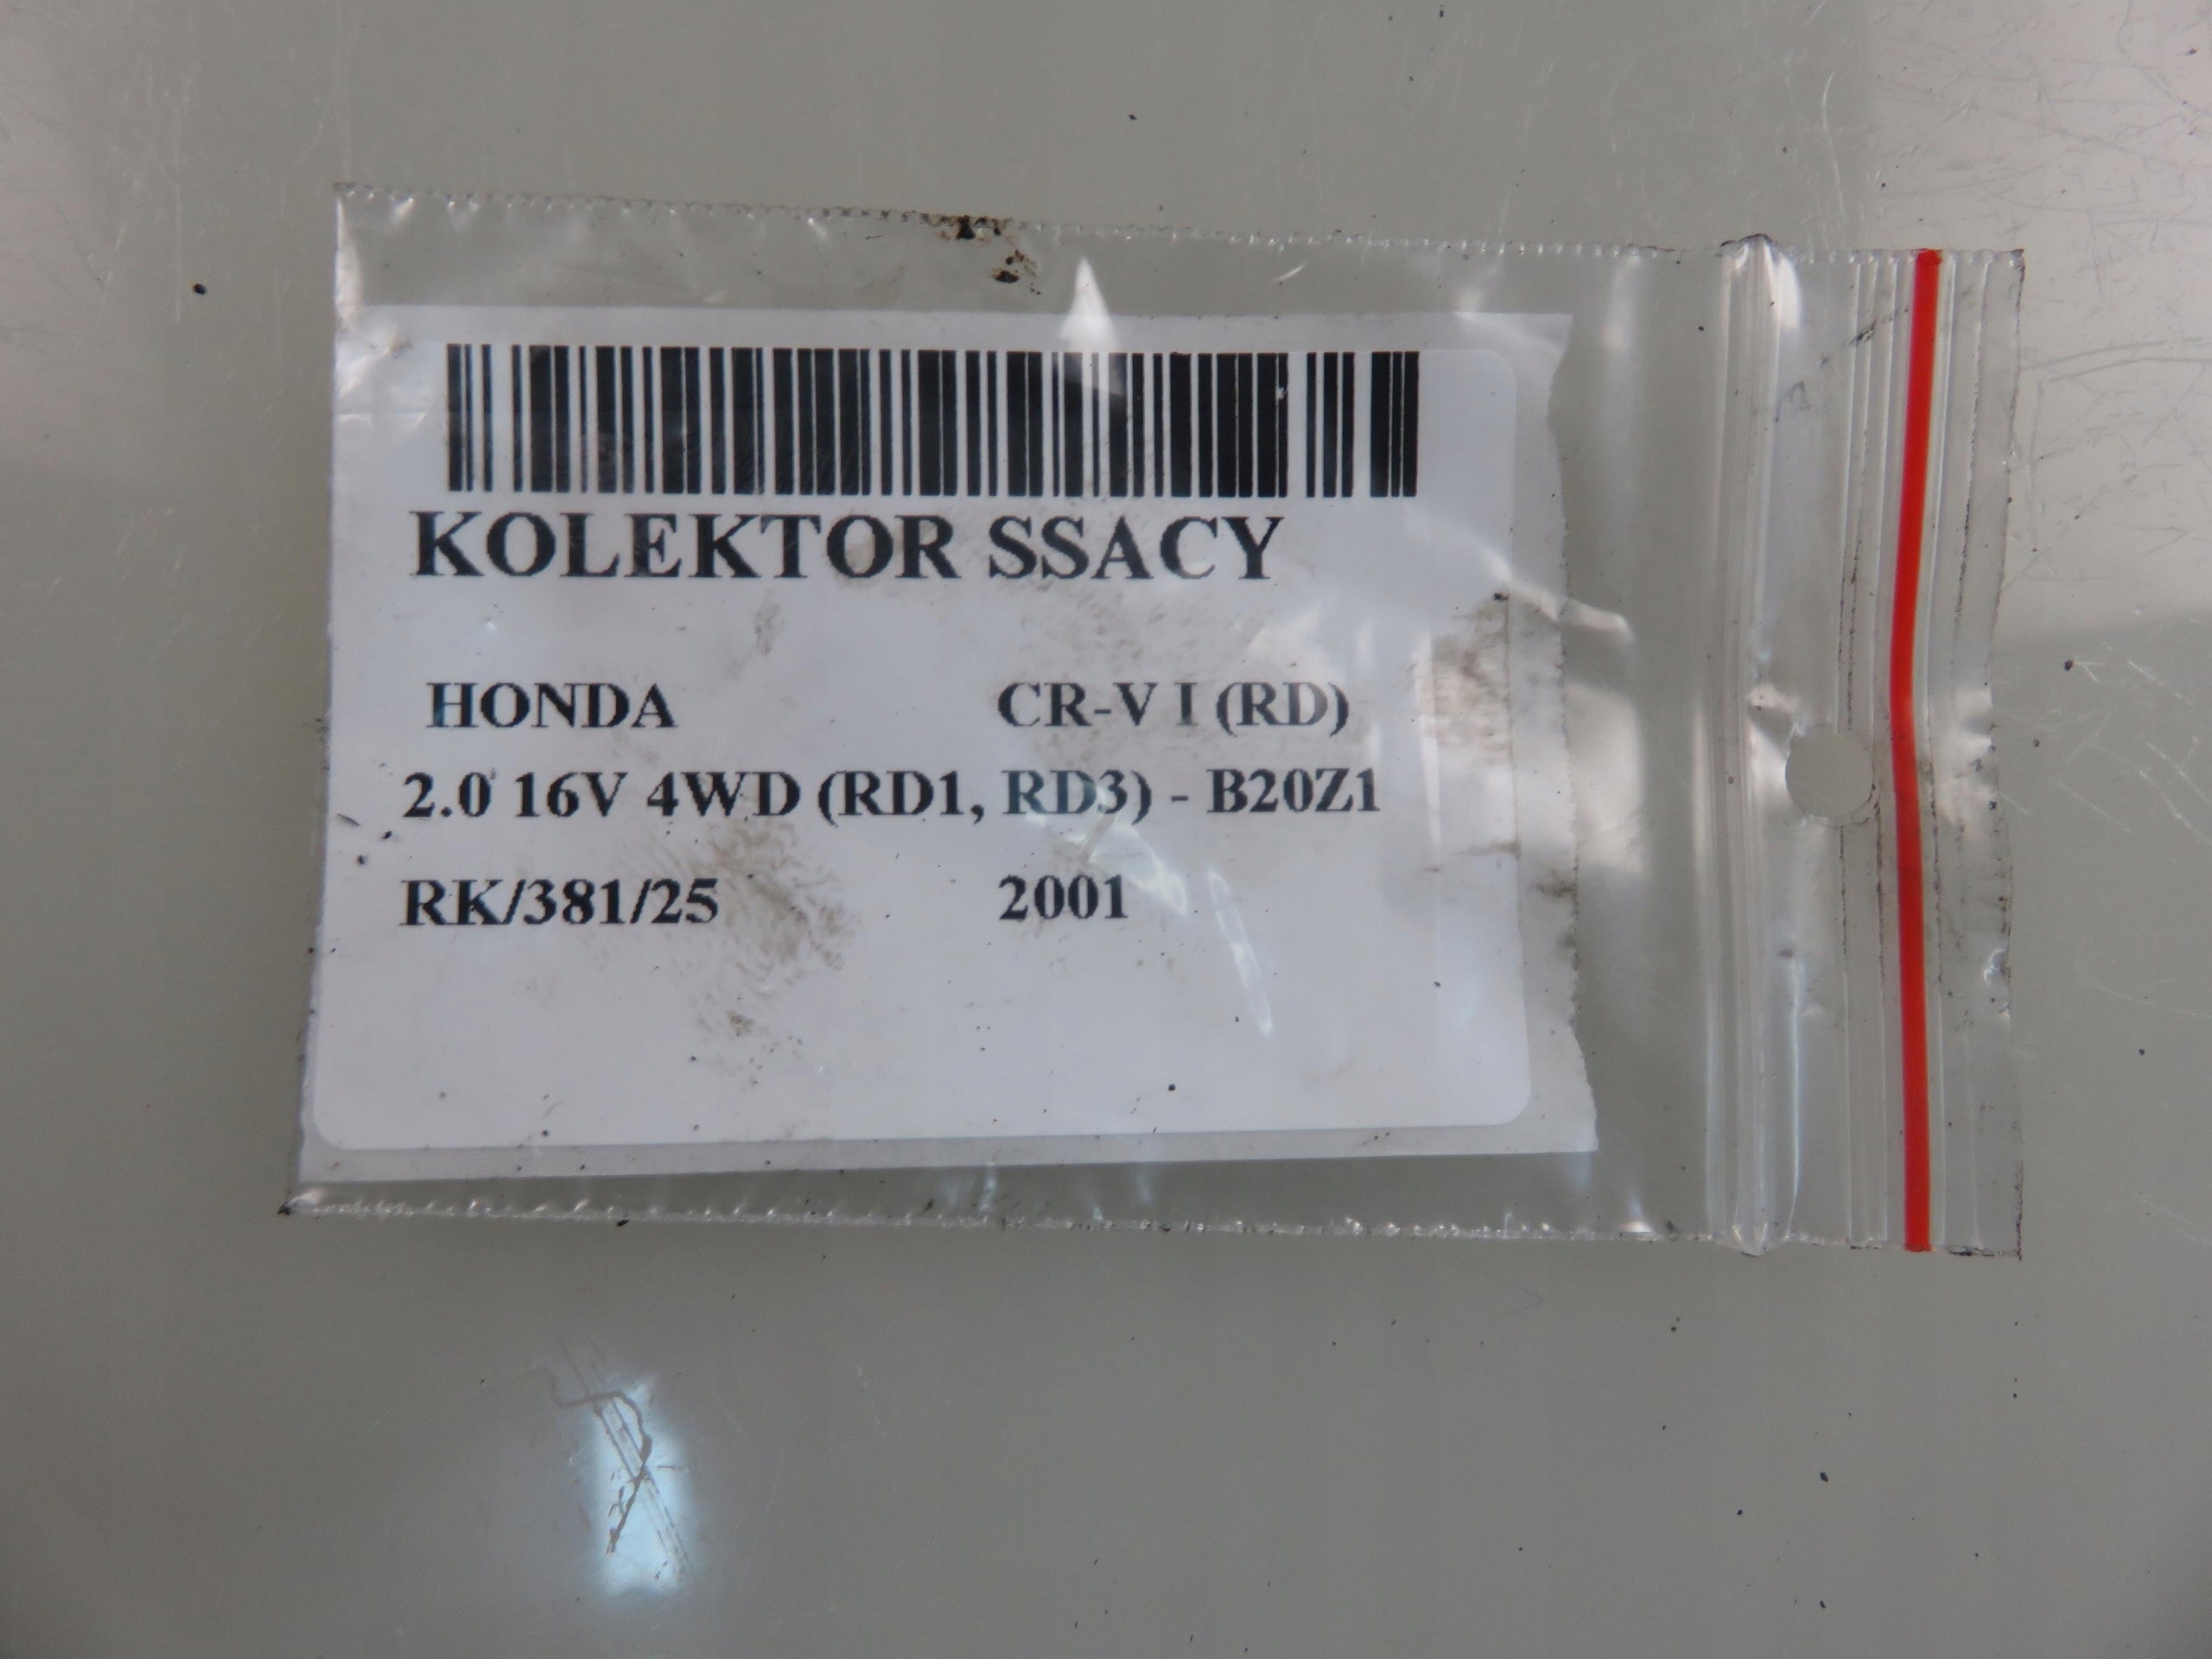 KOLEKTOR SSACY
HONDA CR-V I (RD)
2.0 16V 4WD (RD1, RD3) - B20Z1
RK/381/25 2001